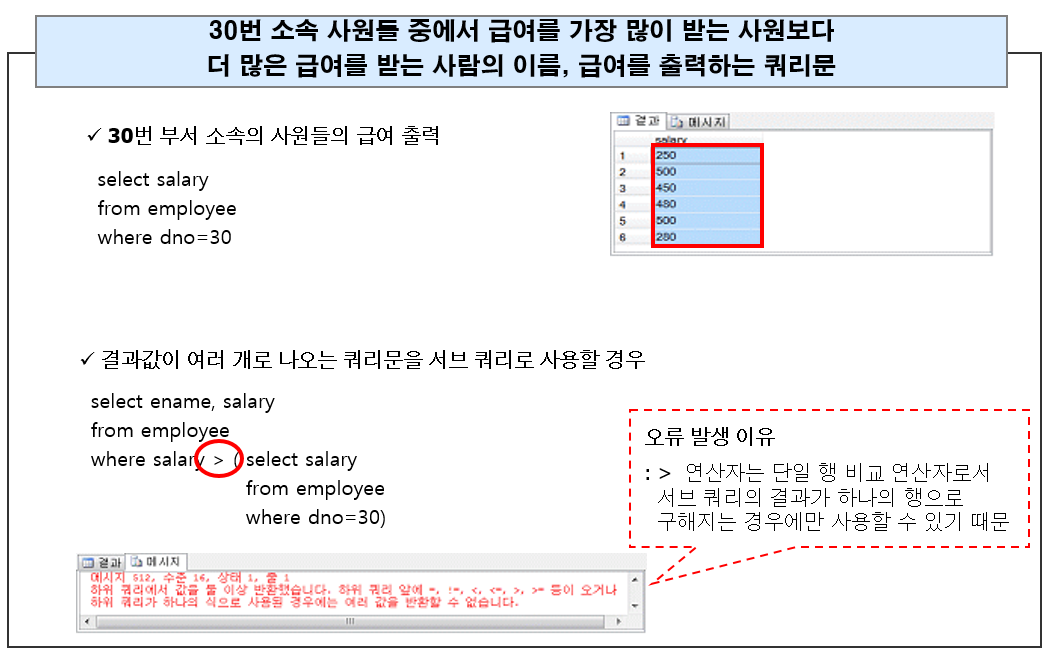 30번 소속 사원들 중에서 급여를 가장 많이 받는 사원보다
더 많은 급여를 받는 사람의 이름, 급여를 출력하는 쿼리문
✓ 30번 부서 소속의 사원들의 급여 출력
select salary
from employee
where dno=30
결과 메시지
salary
1 250
2 500
3 450
4 480
5 500
6 280
✓ 결과값이 여러 개로 나오는 쿼리문을 서브 쿼리로 사용할 경우
select ename, salary
from employee
where salary > ( select salary
from employee
where dno=30)
오류 발생 이유
: > 연산자는 단일 행 비교 연산자로서
서브 쿼리의 결과가 하나의 행으로
구해지는 경우에만 사용할 수 있기 때문
결과 메시지
메시지 512, 수준 16, 상태 1, 줄 1
하위 쿼리에서 값을 둘 이상 반환했습니다. 하위 쿼리 앞에 =, !=, <, <=, >, >= 등이 오거나
하위 쿼리가 하나의 식으로 사용된 경우에는 여러 값을 반환할 수 없습니다.